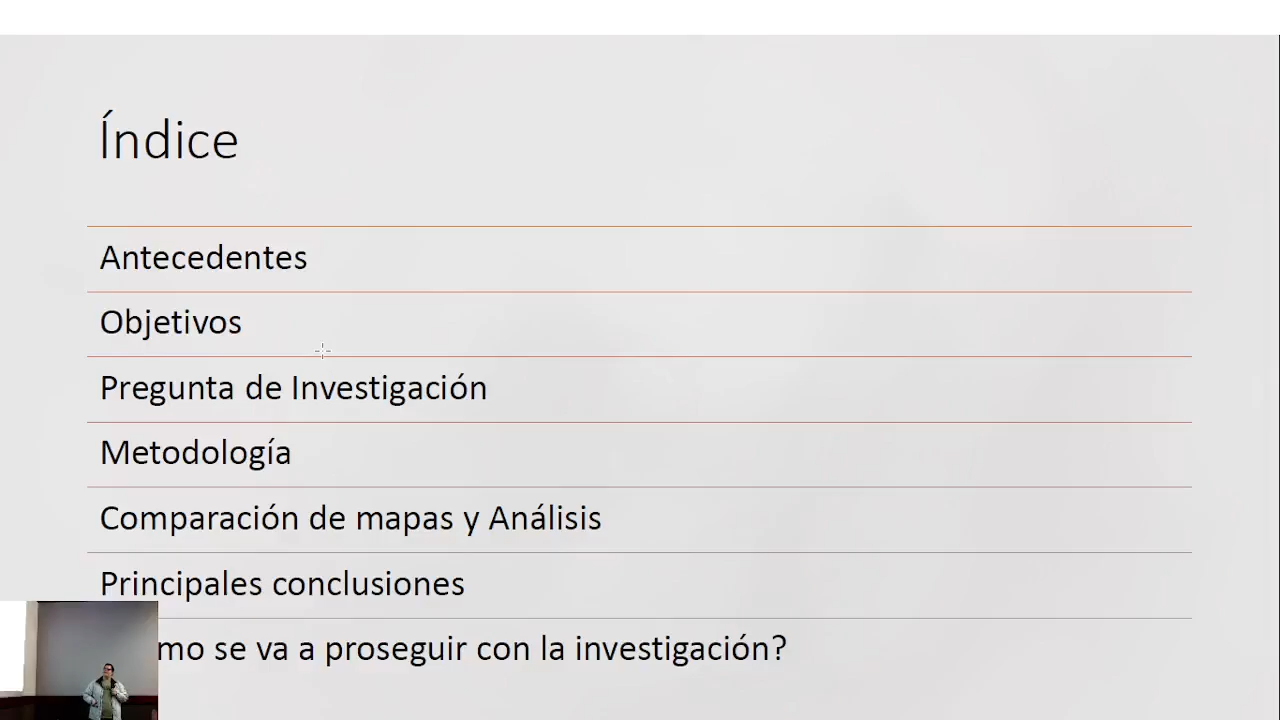 Índice
Antecedentes
Objetivos
Pregunta de Investigación
Metodología
Comparación de mapas y Análisis
Principales conclusiones
se va a proseguir con la investigación?